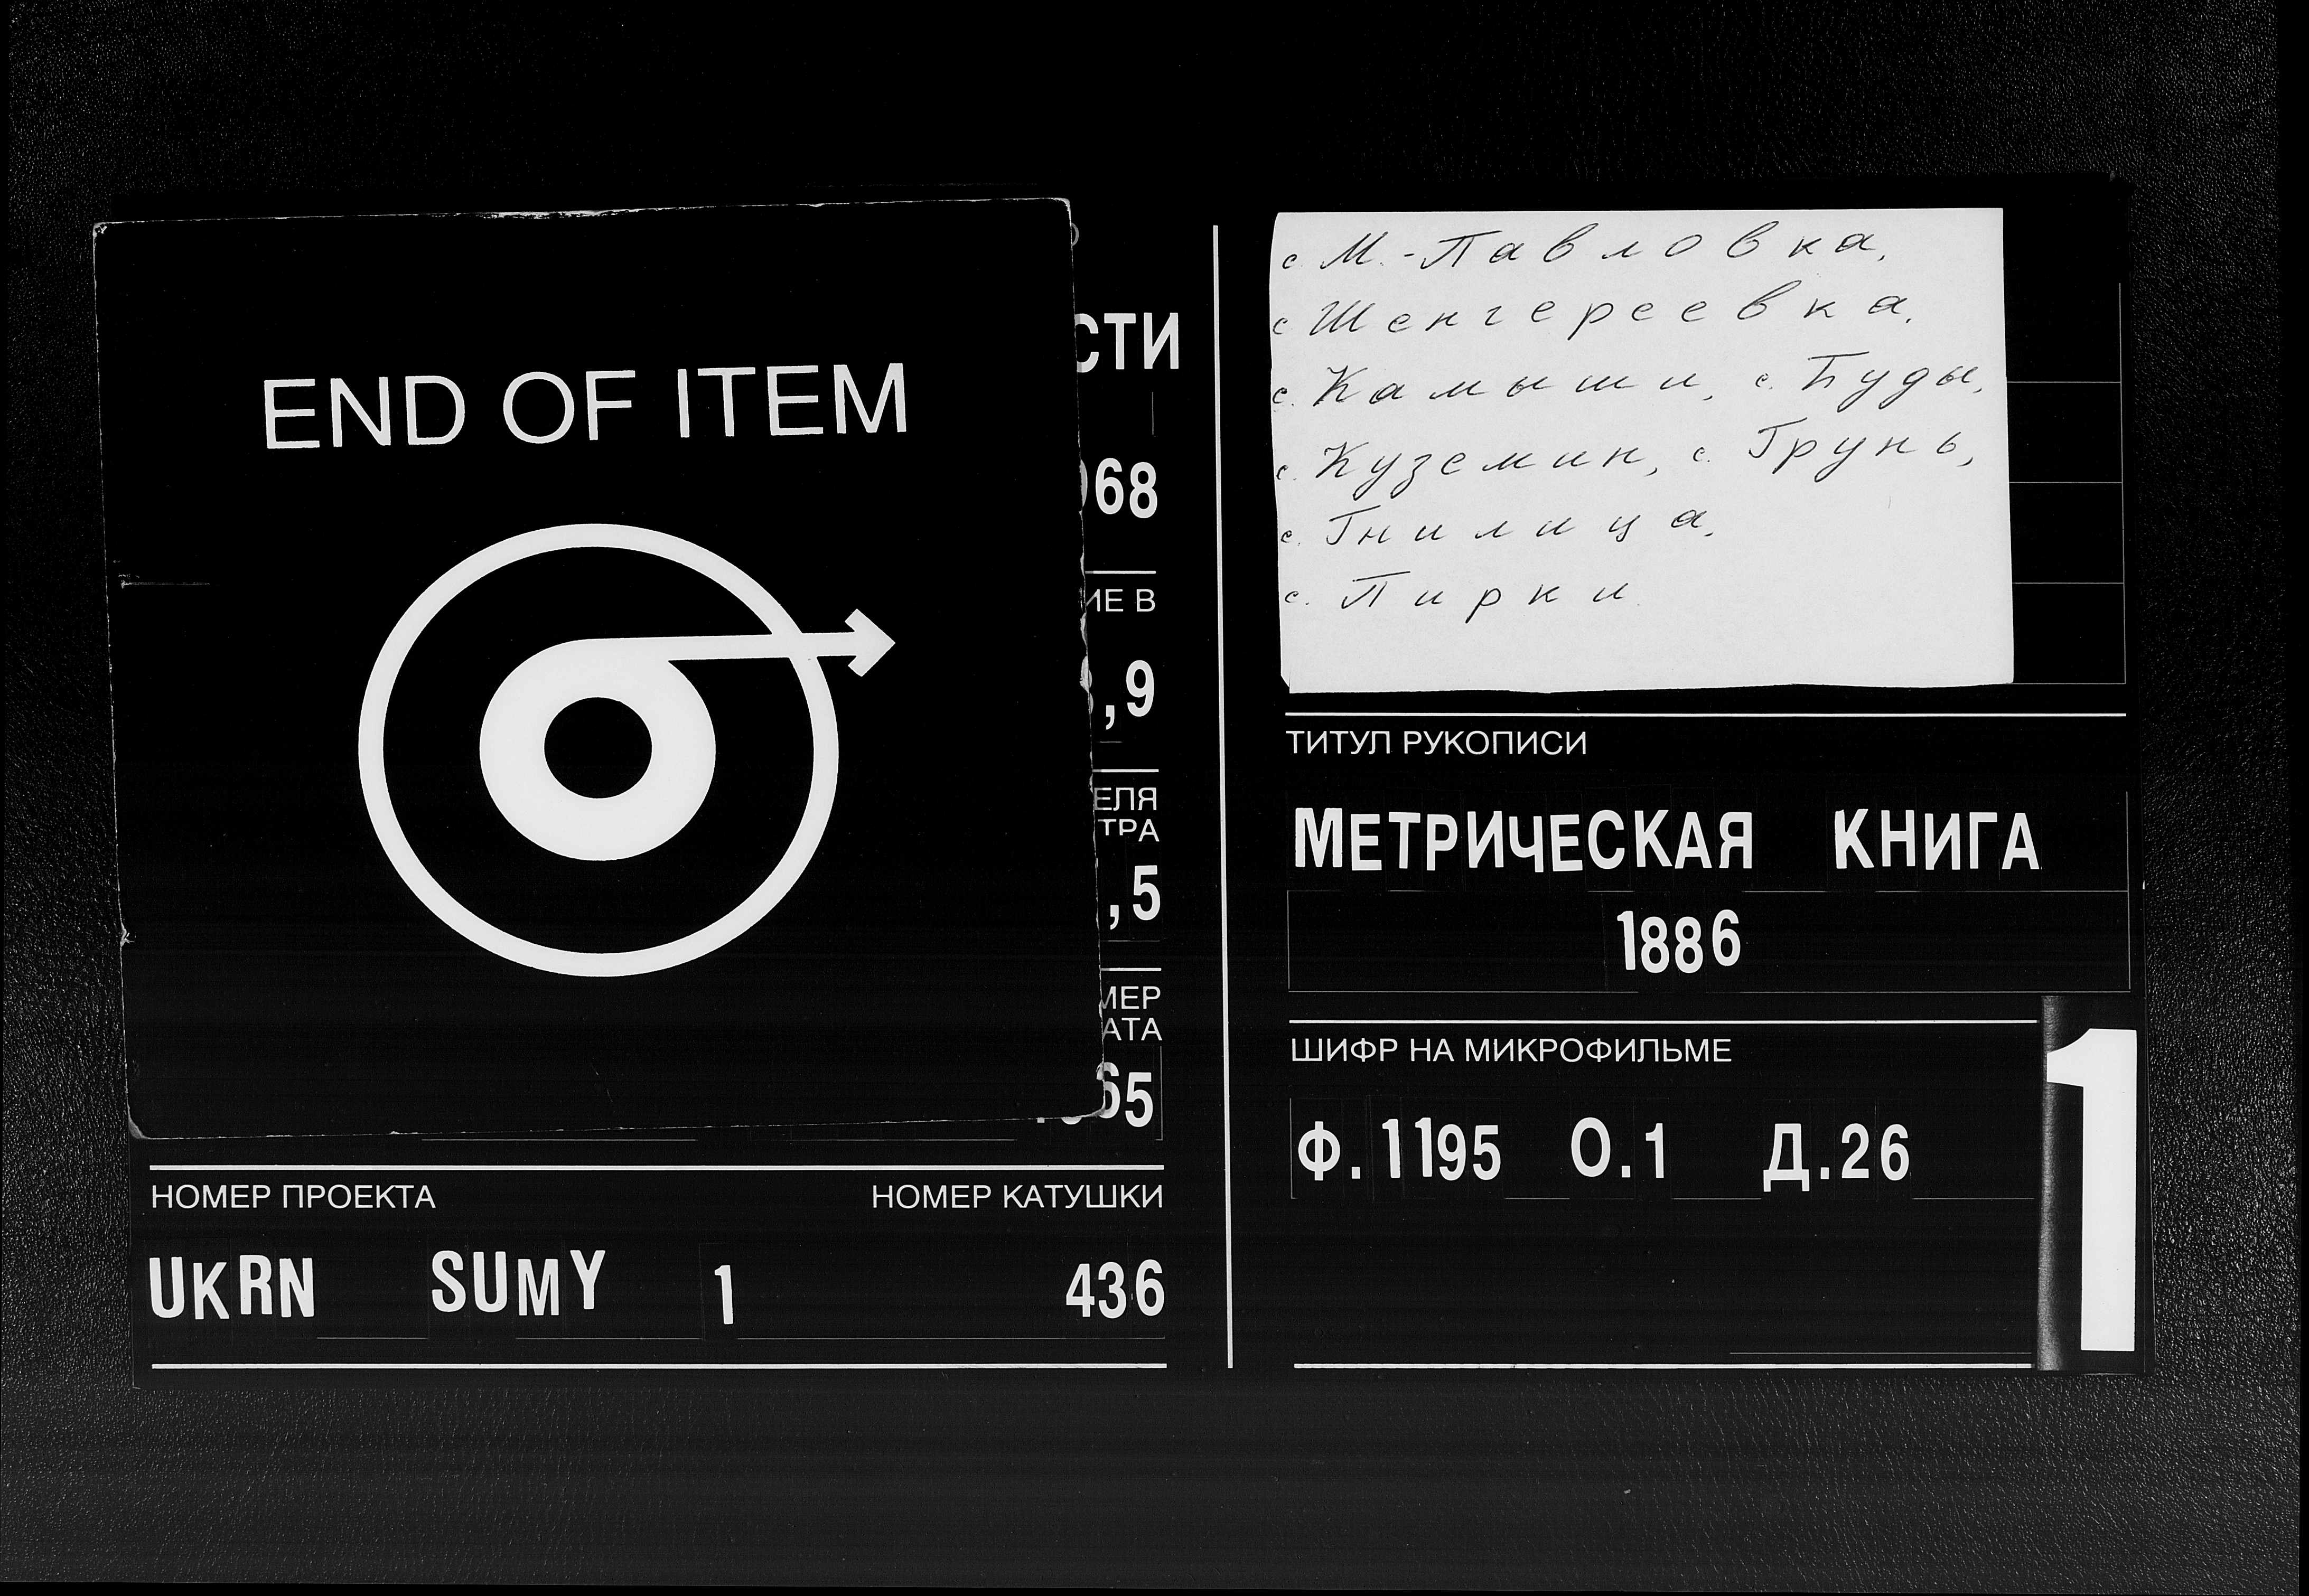 END OF ITEM
СТИ
68
ИЕ В
,9
ЕЛЯ
ТРА
,5
МЕР
АТА
65
НОМЕР ПРОЕКТА НОМЕР КАТУШКИ
UKRN SUMY 1 436
с. М.-Павловка,
с Шенгереевка,
с. Камыши, с. Буды,
с. Куземин, с. Грунь,
с. Гнилица,
с. Пирки.
ТИТУЛ РУКОПИСИ
МЕТРИЧЕСКАЯ КНИГА
1886
ШИФР НА МИКРОФИЛЬМЕ
Ф.1195 О.1 Д.26
1